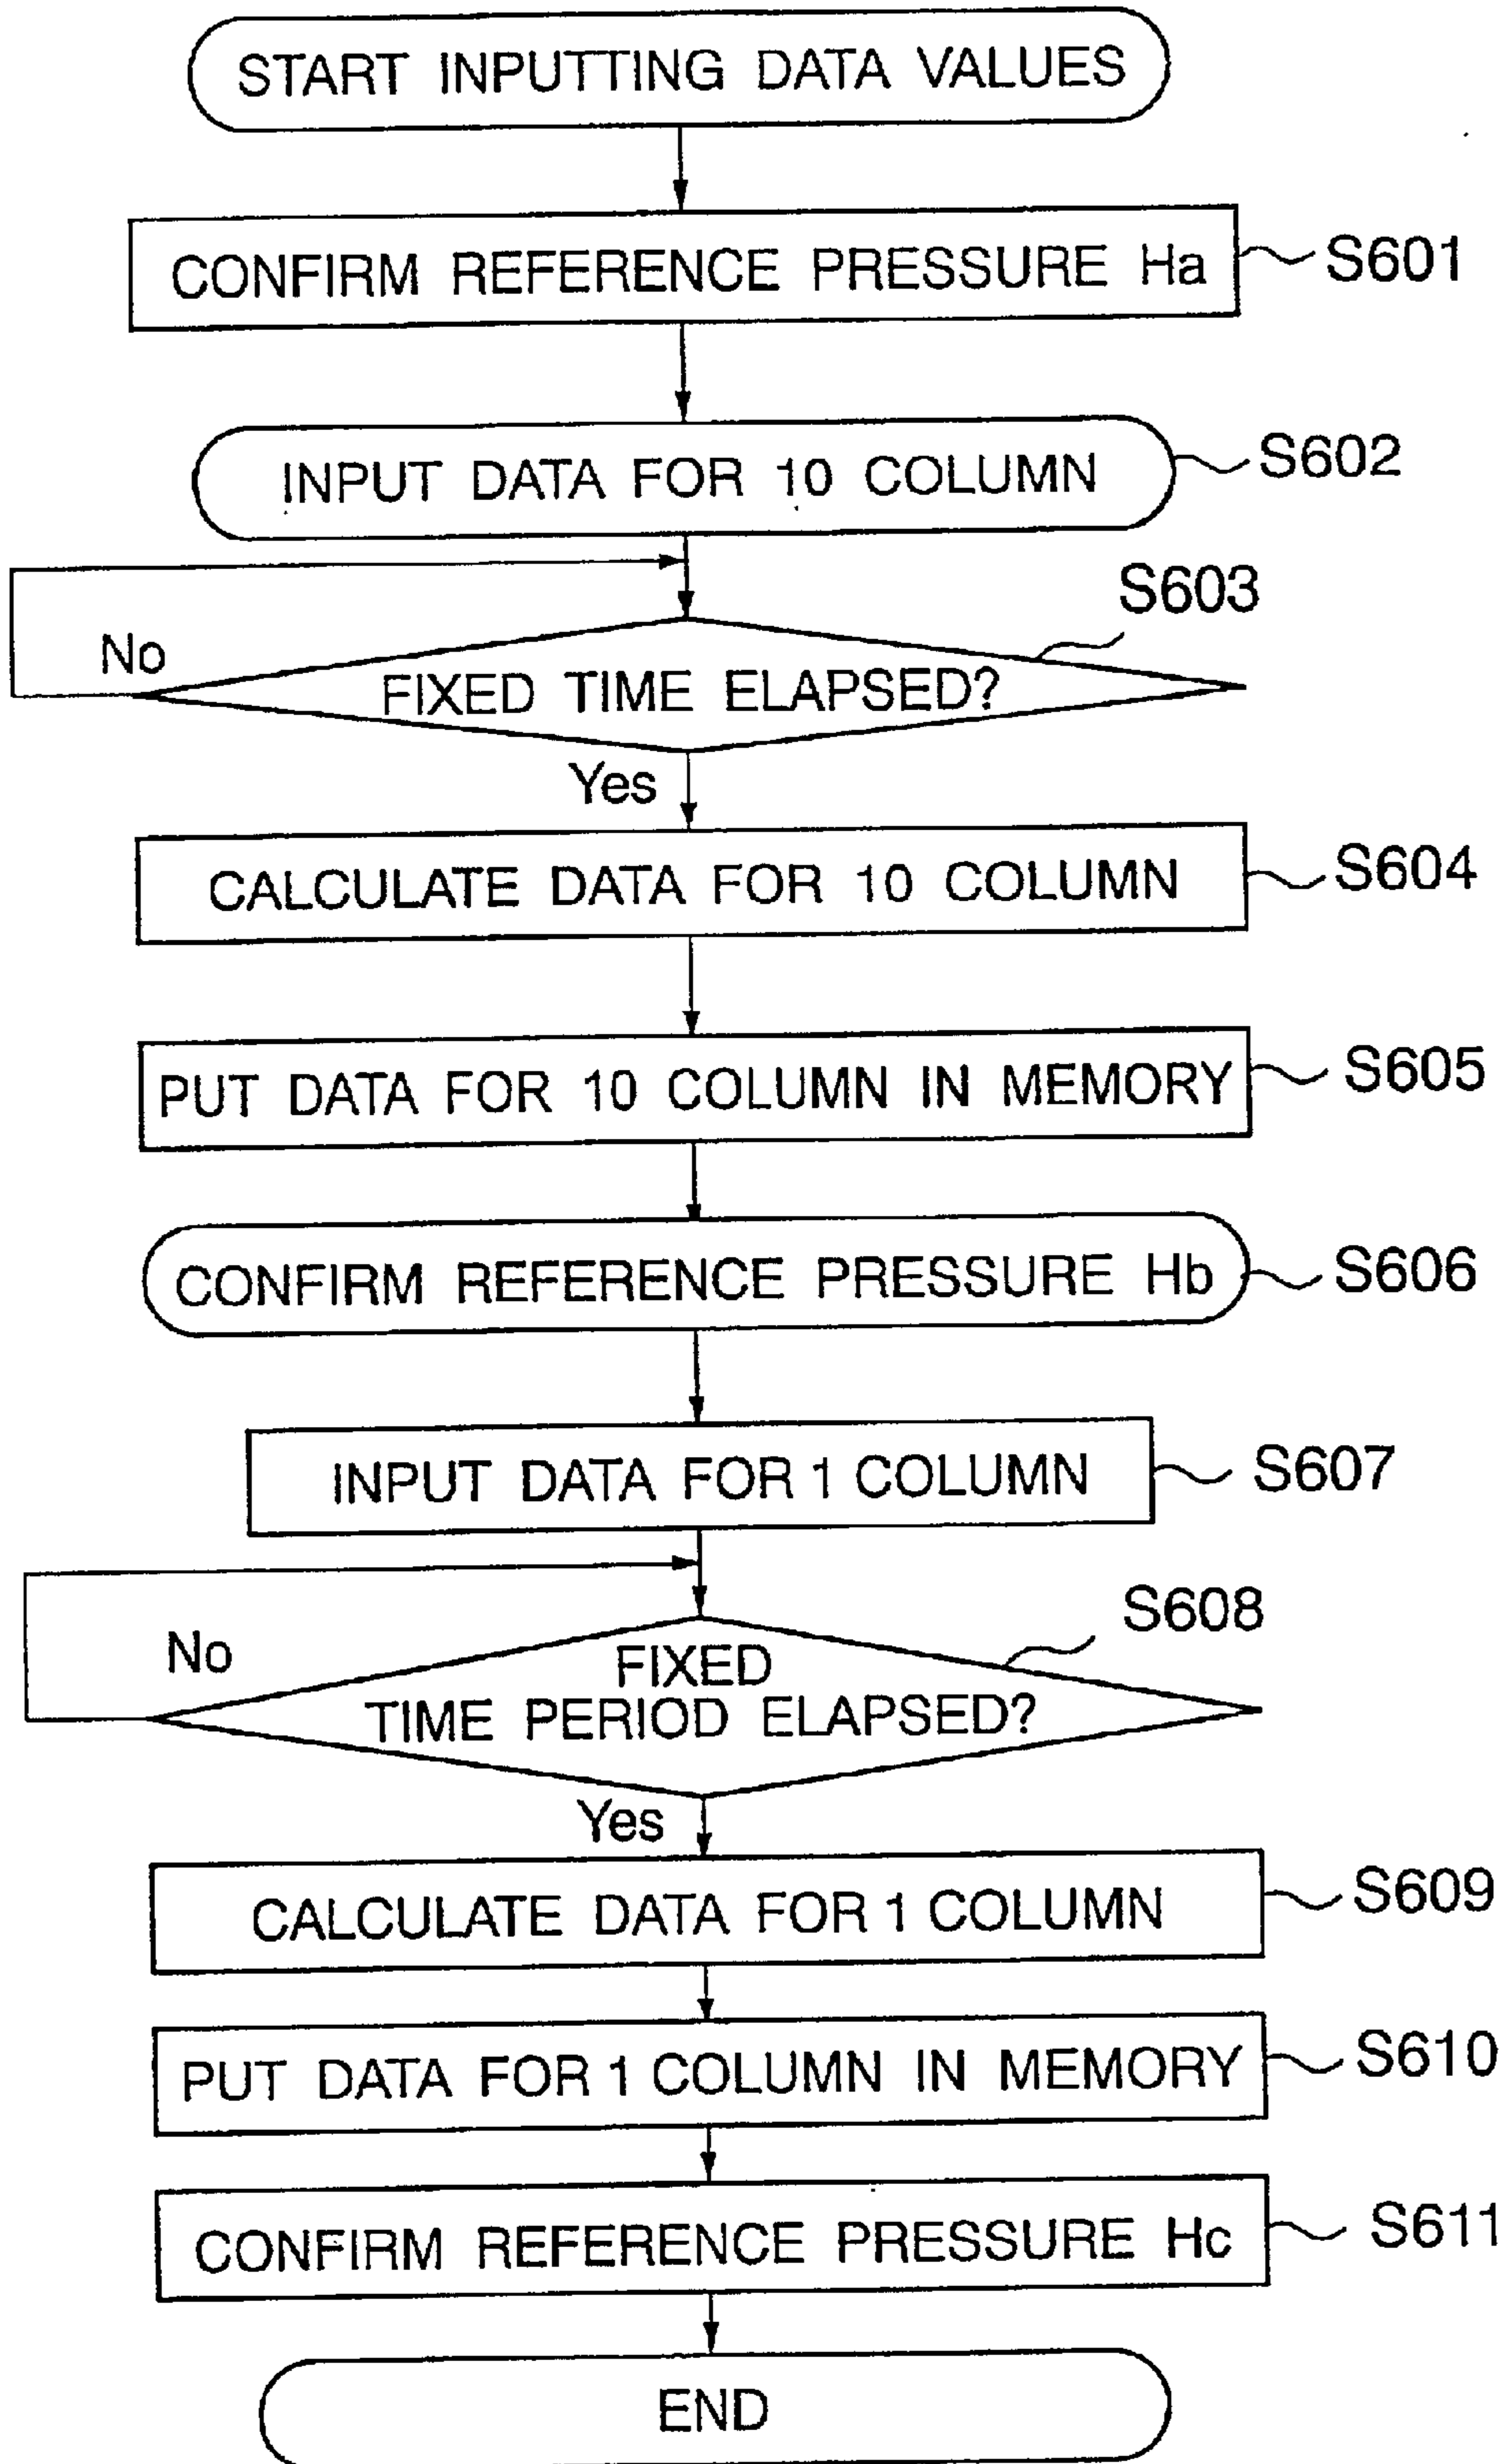 START INPUTTING DATA VALUES
CONFIRM REFERENCE PRESSURE Ha
S601
INPUT DATA FOR 10 COLUMN
S602
S603
No
FIXED TIME ELAPSED?
Yes
CALCULATE DATA FOR 10 COLUMN
S604
PUT DATA FOR 10 COLUMN IN MEMORY
S605
CONFIRM REFERENCE PRESSURE Hb
S606
INPUT DATA FOR 1 COLUMN
S607
S608
No
FIXED
TIME PERIOD ELAPSED?
Yes
CALCULATE DATA FOR 1 COLUMN
S609
PUT DATA FOR 1 COLUMN IN MEMORY
S610
CONFIRM REFERENCE PRESSURE Hc
S611
END